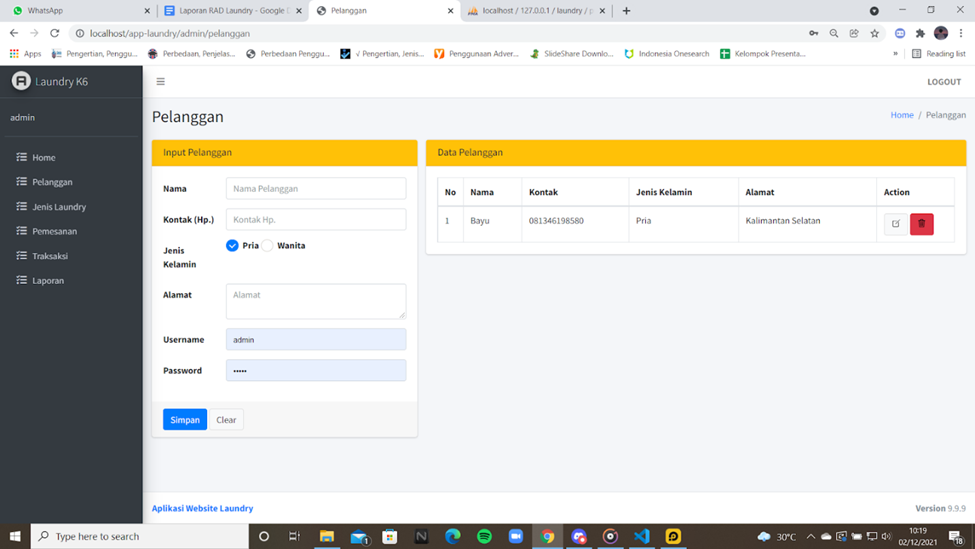 WhatsApp
Laporan RAD Laundry - Google
Pelanggan
localhost / 127.0.0.1 / laundry / p
localhost/app-laundry/admin/pelanggan
Apps
Pengertian, Penggu...
Perbedaan, Penjelas...
Perbedaan Penggu...
√ Pengertian, Jenis...
Penggunaan Adver...
SlideShare Downlo...
Indonesia Onesearch
Kelompok Presenta...
»
Reading list
Laundry K6
LOGOUT
admin
Home
Pelanggan
Jenis Laundry
Pemesanan
Traksaksi
Laporan
Pelanggan
Home / Pelanggan
Input Pelanggan
Nama
Nama Pelanggan
Kontak (Hp.)
Kontak Hp.
Jenis
Kelamin
Pria
Wanita
Alamat
Alamat
Username
admin
Password
•••••
Simpan
Clear
Data Pelanggan
No Nama Kontak Jenis Kelamin Alamat Action
1 Bayu 081346198580 Pria Kalimantan Selatan
Aplikasi Website Laundry
Version 9.9.9
Type here to search
30°C
10:19
02/12/2021
18